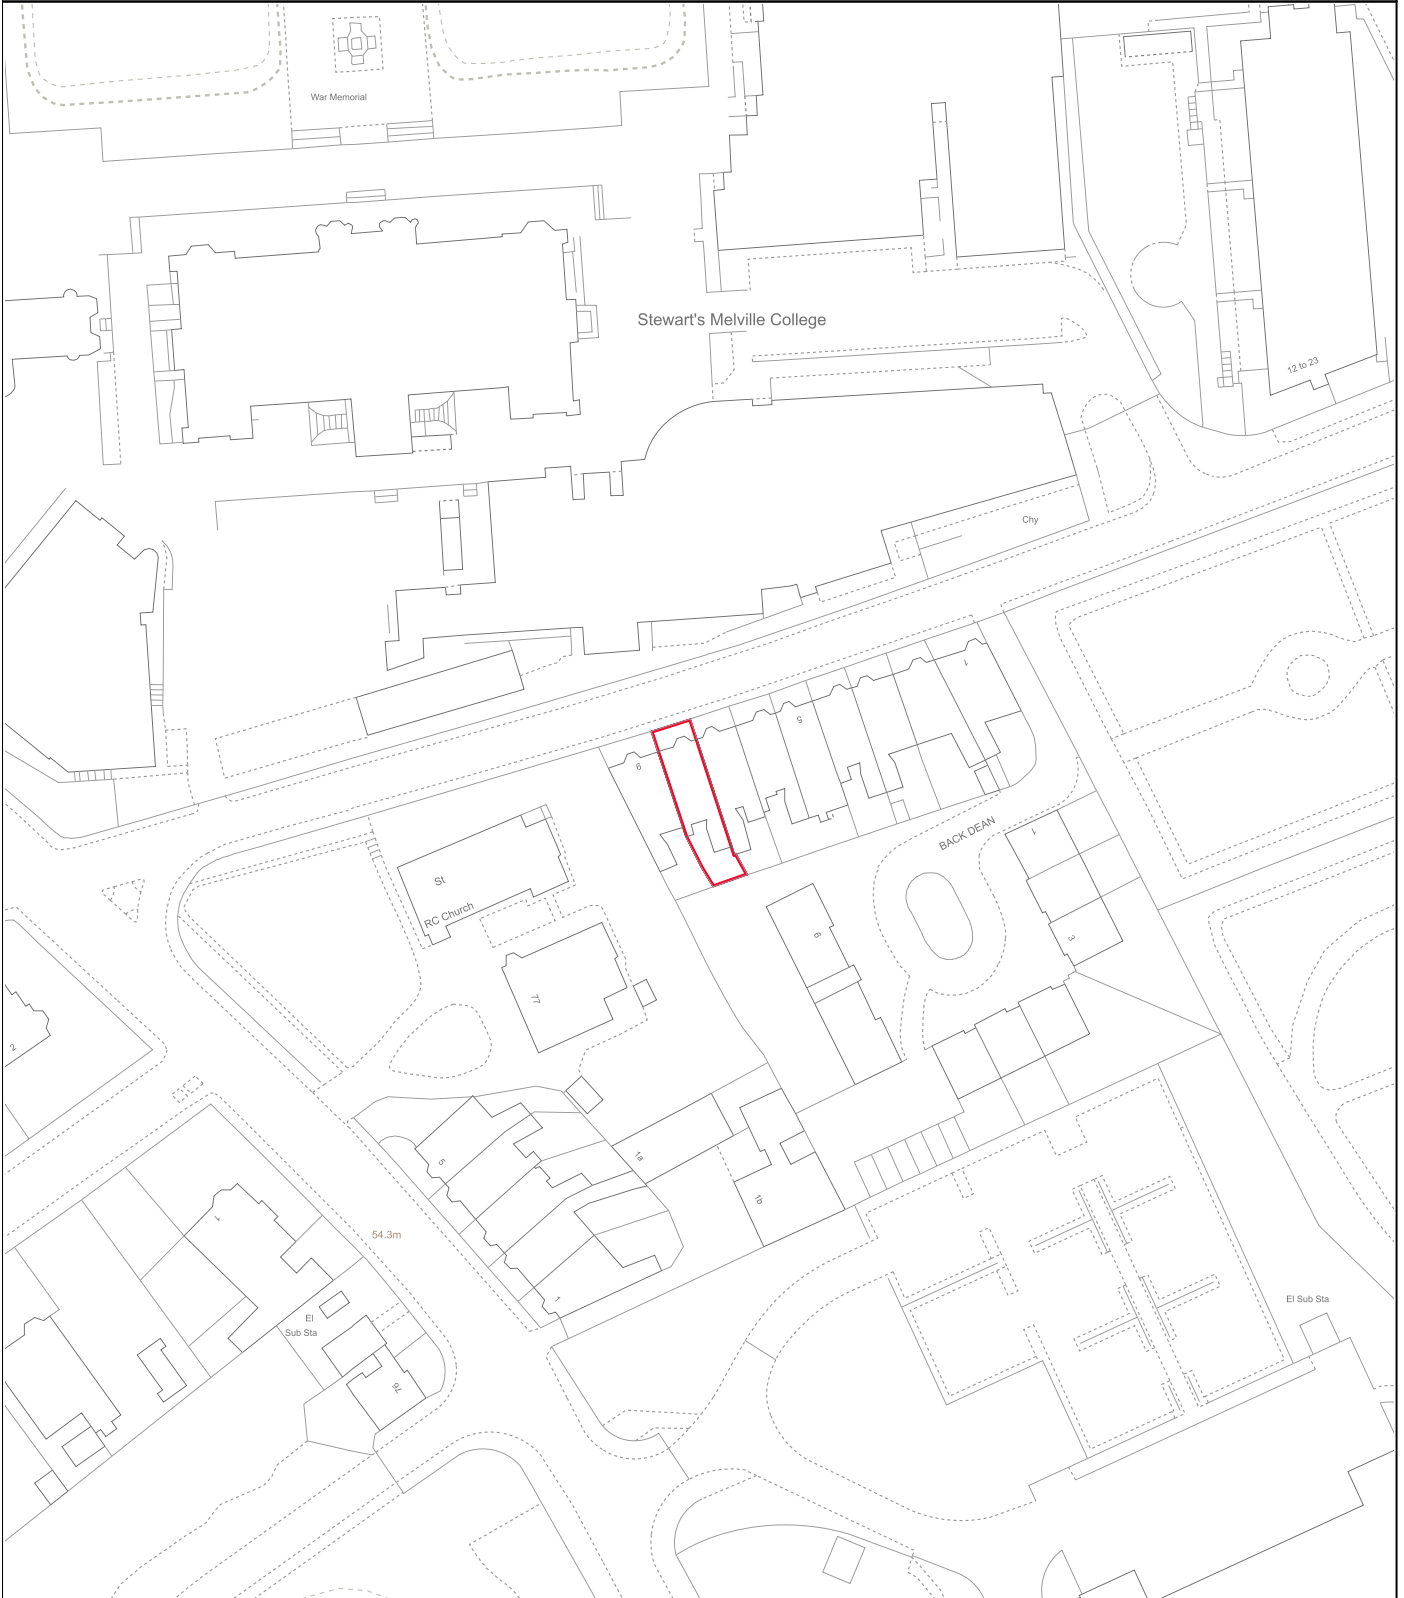 War Memorial
Stewart's Melville College
12 to 23
Chy
1
5
9
BACK DEAN
1
3
6
St
RC Church
77
2
5
1a
1b
1
1
54.3m
El
Sub Sta
76
El Sub Sta